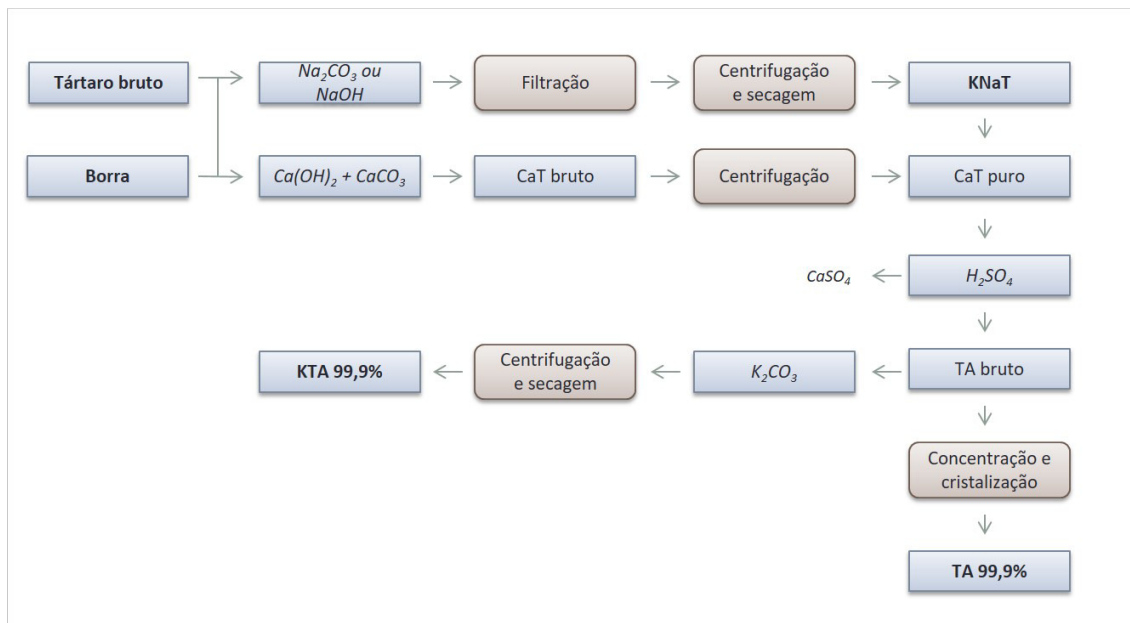 Tártaro bruto
Na₂CO₃ ou
NaOH
Filtração
Centrifugação
e secagem
KNaT
Borra
Ca(OH)₂ + CaCO₃
CaT bruto
Centrifugação
CaT puro
CaSO₄
H₂SO₄
KTA 99,9%
Centrifugação
e secagem
K₂CO₃
TA bruto
Concentração e
cristalização
TA 99,9%